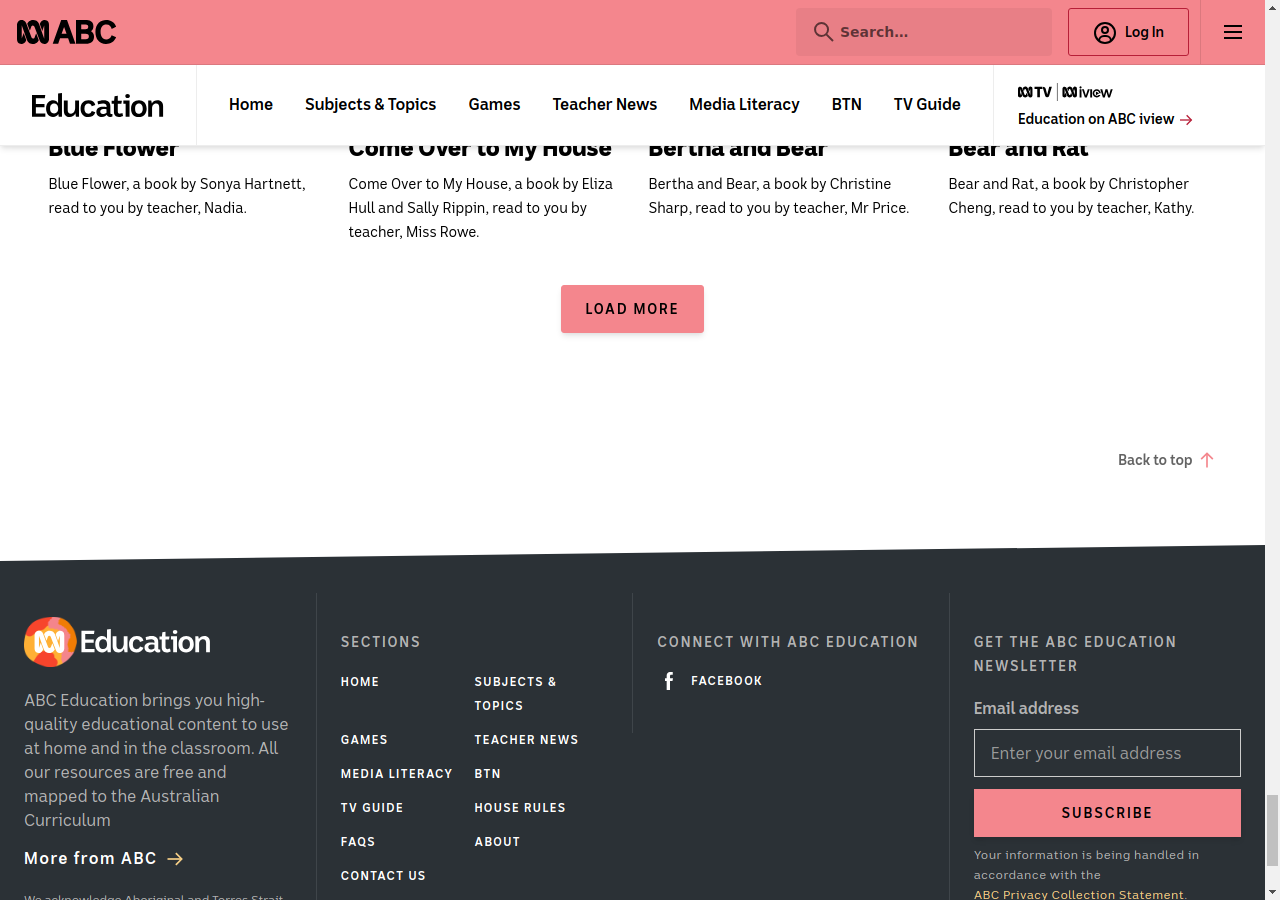 ABC
Search...
Log In
Education
Home
Subjects & Topics
Games
Teacher News
Media Literacy
BTN
TV Guide
TV
iview
Education on ABC iview
Blue Flower
Come Over to My House
Bertha and Bear
Bear and Rat
Blue Flower, a book by Sonya Hartnett,
read to you by teacher, Nadia.
Come Over to My House, a book by Eliza
Hull and Sally Rippin, read to you by
teacher, Miss Rowe.
Bertha and Bear, a book by Christine
Sharp, read to you by teacher, Mr Price.
Bear and Rat, a book by Christopher
Cheng, read to you by teacher, Kathy.
LOAD MORE
Back to top
Education
ABC Education brings you high-
quality educational content to use
at home and in the classroom. All
our resources are free and
mapped to the Australian
Curriculum
More from ABC
We acknowledge Aboriginal and Torres Strait
SECTIONS
HOME
SUBJECTS &
TOPICS
GAMES
TEACHER NEWS
MEDIA LITERACY
BTN
TV GUIDE
HOUSE RULES
FAQS
ABOUT
CONTACT US
CONNECT WITH ABC EDUCATION
FACEBOOK
GET THE ABC EDUCATION
NEWSLETTER
Email address
Enter your email address
SUBSCRIBE
Your information is being handled in
accordance with the
ABC Privacy Collection Statement.